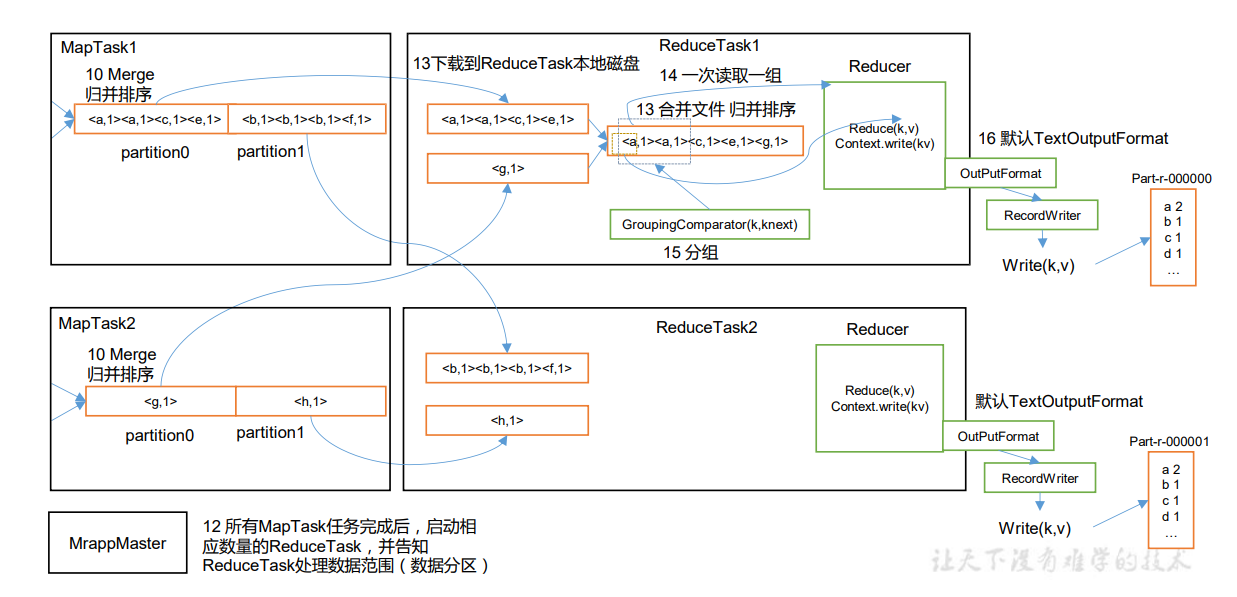 MapTask1
10 Merge
归并排序
<a,1><a,1><c,1><e,1>
<b,1><b,1><b,1><f,1>
partition0
partition1
ReduceTask1
13下载到ReduceTask本地磁盘
14 一次读取一组
Reducer
<a,1><a,1><c,1><e,1>
13 合并文件 归并排序
<a,1><a,1><c,1><e,1><g,1>
<g,1>
Reduce(k,v)
Context.write(kv)
GroupingComparator(k,knext)
15 分组
16 默认TextOutputFormat
OutPutFormat
RecordWriter
Write(k,v)
Part-r-000000
a 2
b 1
c 1
d 1
...
MapTask2
10 Merge
归并排序
<g,1>
<h,1>
partition0
partition1
ReduceTask2
Reducer
<b,1><b,1><b,1><f,1>
<h,1>
Reduce(k,v)
Context.write(kv)
默认TextOutputFormat
OutPutFormat
RecordWriter
Write(k,v)
Part-r-000001
a 2
b 1
c 1
d 1
...
MrappMaster
12 所有MapTask任务完成后，启动相
应数量的ReduceTask，并告知
ReduceTask处理数据范围（数据分区）
让天下没有难学的技术